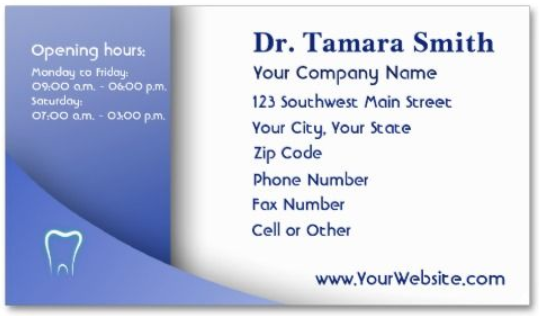 Opening hours:
Monday to Friday:
09:00 a.m. - 06:00 p.m.
Saturday:
07:00 a.m. - 03:00 p.m.
Dr. Tamara Smith
Your Company Name
123 Southwest Main Street
Your City, Your State
Zip Code
Phone Number
Fax Number
Cell or Other
www.YourWebsite.com